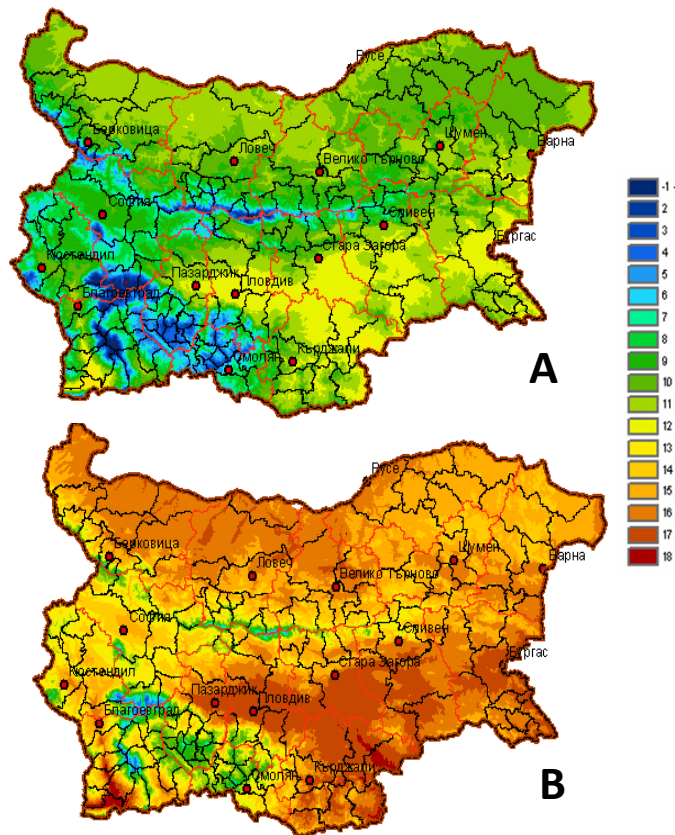 Русе
Берковица
Ловеч
Велико Търново
Шумен
Варна
София
Сливен
Стара Загора
Бургас
Кюстендил
Пазарджик
Пловдив
Благоевград
Смолян
Кърджали
A
-1 -
2
3
4
5
6
7
8
9
10
11
12
13
14
15
16
17
18
Русе
Берковица
Ловеч
Велико Търново
Шумен
Варна
София
Сливен
Стара Загора
Бургас
Кюстендил
Пазарджик
Пловдив
Благоевград
Смолян
Кърджали
B